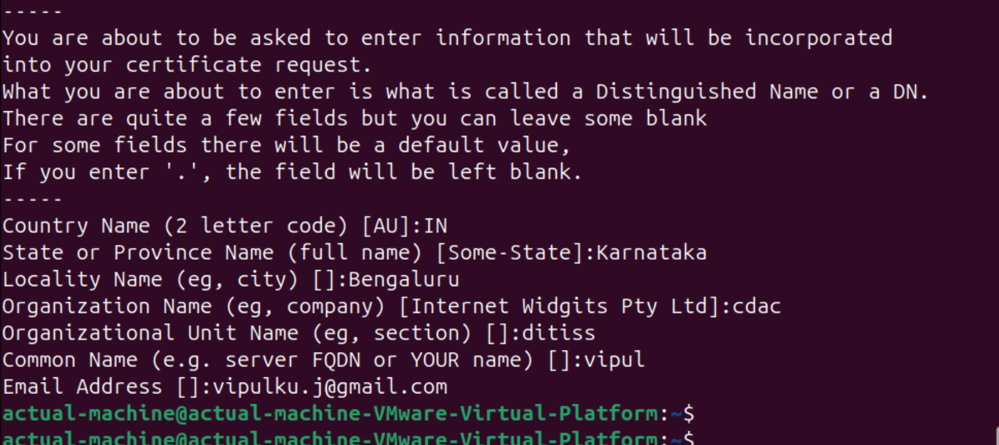 -----
You are about to be asked to enter information that will be incorporated
into your certificate request.
What you are about to enter is what is called a Distinguished Name or a DN.
There are quite a few fields but you can leave some blank
For some fields there will be a default value,
If you enter '.', the field will be left blank.
-----
Country Name (2 letter code) [AU]:IN
State or Province Name (full name) [Some-State]:Karnataka
Locality Name (eg, city) []:Bengaluru
Organization Name (eg, company) [Internet Widgits Pty Ltd]:cdac
Organizational Unit Name (eg, section) []:ditiss
Common Name (e.g. server FQDN or YOUR name) []:vipul
Email Address []:vipulku.j@gmail.com
actual-machine@actual-machine-VMware-Virtual-Platform:~$
actual-machine@actual-machine-VMware-Virtual-Platform:~$